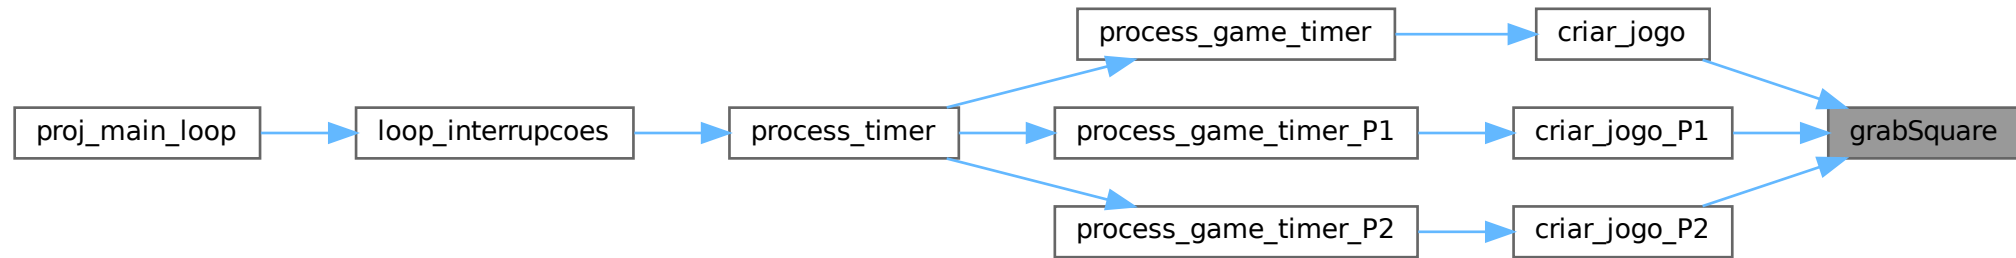 process_game_timer
criar_jogo
proj_main_loop
loop_interrupcoes
process_timer
process_game_timer_P1
criar_jogo_P1
grabSquare
process_game_timer_P2
criar_jogo_P2